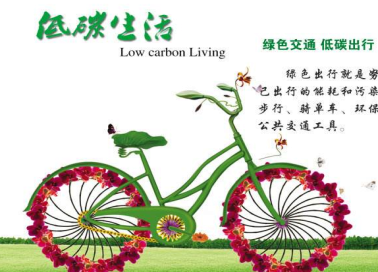 低碳生活
Low carbon Living
绿色交通 低碳出行
绿色出行就是
已出行的能耗和污染
步行、骑单车、环保
公共交通工具。